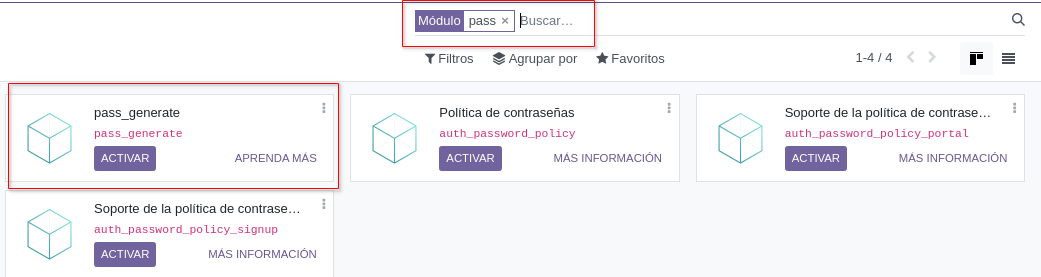 Módulo pass × Buscar…
Filtros Agrupar por Favoritos 1-4 / 4
pass_generate
pass_generate
ACTIVAR APRENDA MÁS
Política de contraseñas
auth_password_policy
ACTIVAR MÁS INFORMACIÓN
Soporte de la política de contrase…
auth_password_policy_portal
ACTIVAR MÁS INFORMACIÓN
Soporte de la política de contrase…
auth_password_policy_signup
ACTIVAR MÁS INFORMACIÓN